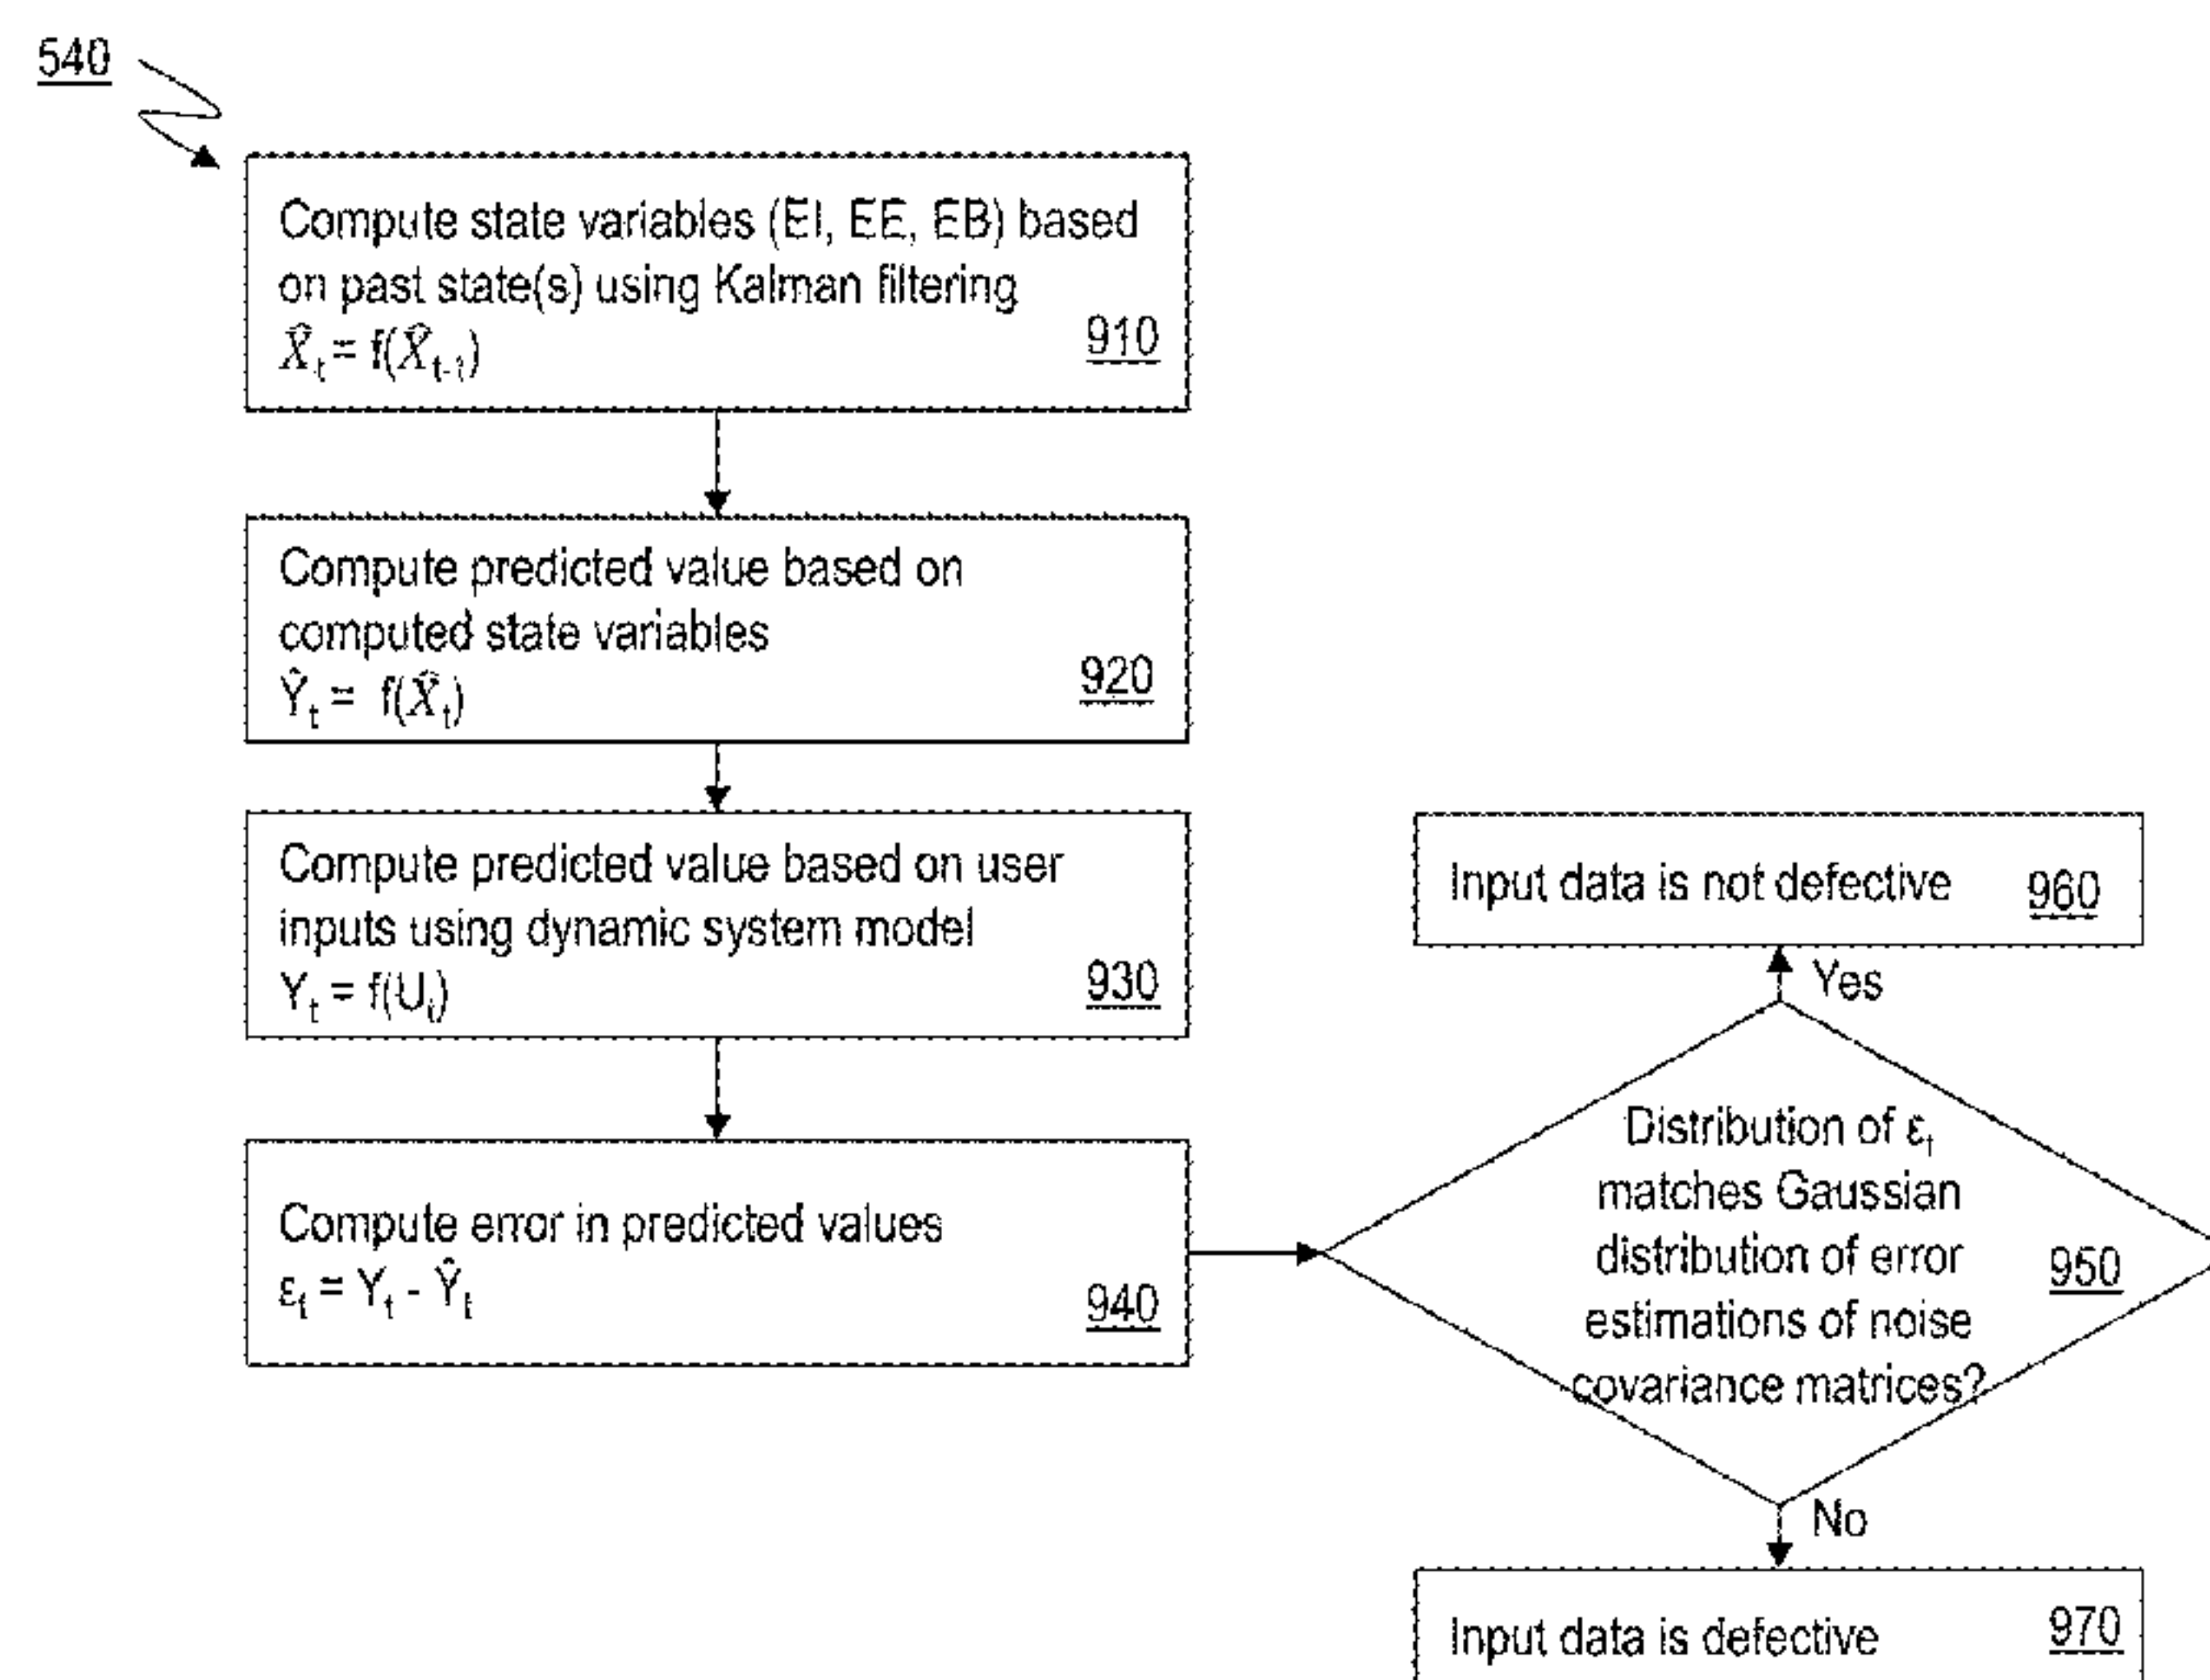 540
Compute state variables (EI, EE, EB) based
on past state(s) using Kalman filtering
X̂t = f(X̂t-1)
910
Compute predicted value based on
computed state variables
Ŷt = f(X̂t)
920
Compute predicted value based on user
inputs using dynamic system model
Yt = f(Ut)
930
Compute error in predicted values
εt = Yt - Ŷt
940
Input data is not defective 960
Yes
Distribution of εt
matches Gaussian
distribution of error
950
estimations of noise
covariance matrices?
No
Input data is defective 970